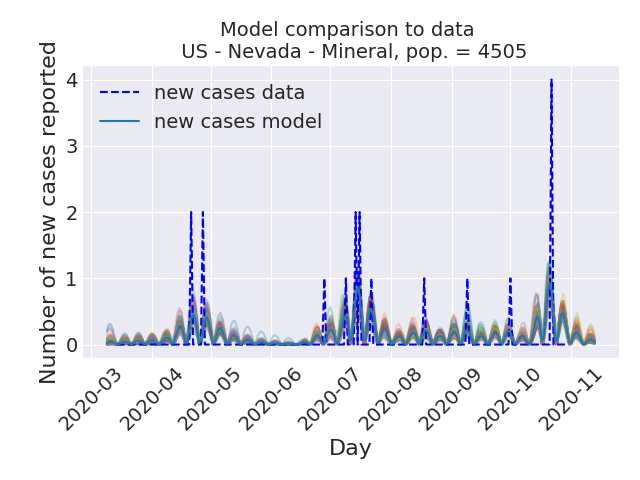 Model comparison to data
US - Nevada - Mineral, pop. = 4505
Number of new cases reported
4
3
2
1
0
new cases data
new cases model
2020-03
2020-04
2020-05
2020-06
2020-07
2020-08
2020-09
2020-10
2020-11
Day